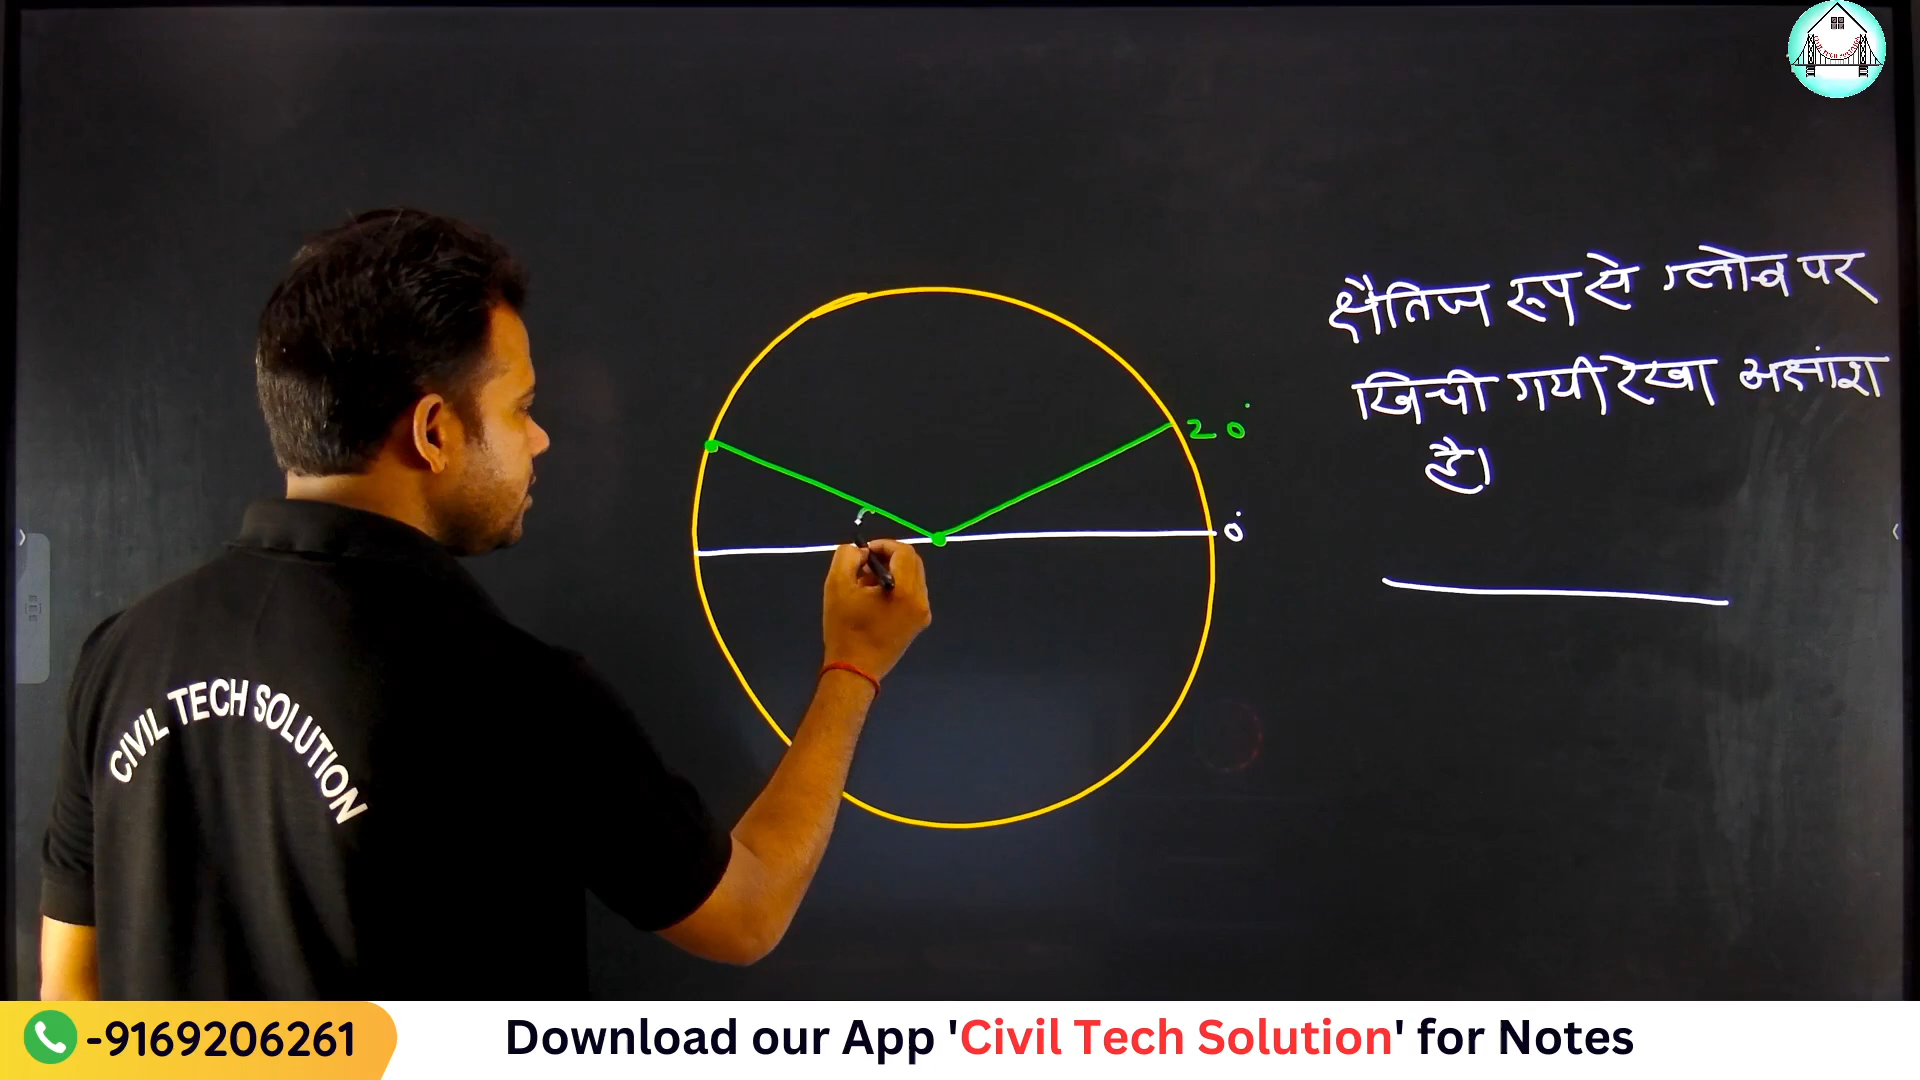 क्षैतिज रूप से ग्लोब पर
खिची गयी रेखा अक्षांश
है।
20°
0°
CIVIL TECH SOLUTION
-9169206261
Download our App 'Civil Tech Solution' for Notes